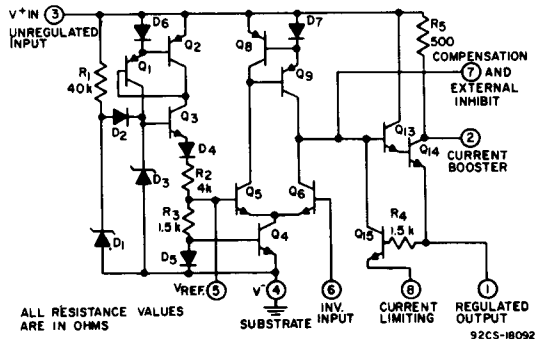 V⁺IN ③
UNREGULATED
INPUT
D6
Q2
Q1
R1
40k
D2
Q3
D4
R2
4k
D3
R3
1.5k
D1
D5
Q8
D7
Q9
Q5
Q6
Q4
R5
500
COMPENSATION
⑦ AND
EXTERNAL
INHIBIT
Q13
Q14
② CURRENT
BOOSTER
Q15
R4
1.5k
VREF. ⑤
V⁻ ④
SUBSTRATE
⑥
INV.
INPUT
⑧
CURRENT
LIMITING
①
REGULATED
OUTPUT
ALL RESISTANCE VALUES
ARE IN OHMS
92CS-18092